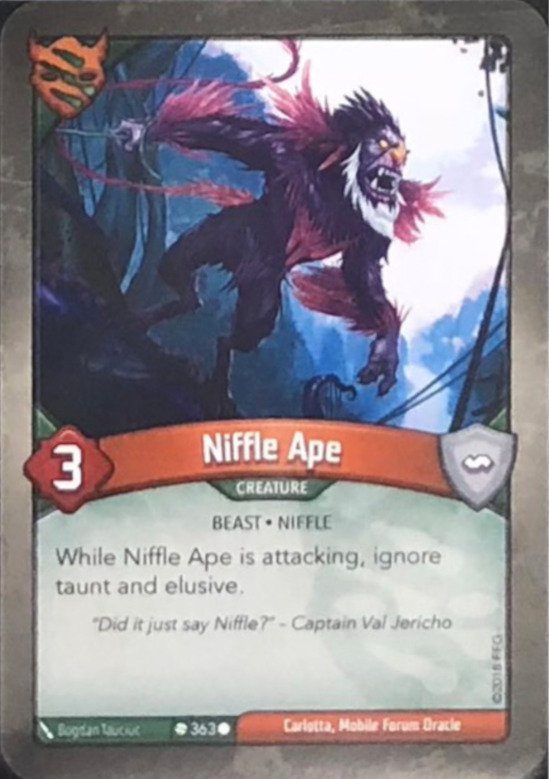 Niffle Ape
3
CREATURE
BEAST • NIFFLE
While Niffle Ape is attacking, ignore
taunt and elusive.
"Did it just say Niffle?" - Captain Val Jericho
©2018 FFG
Bogdan Tauciuc
363
Carlotta, Mobile Forum Oracle